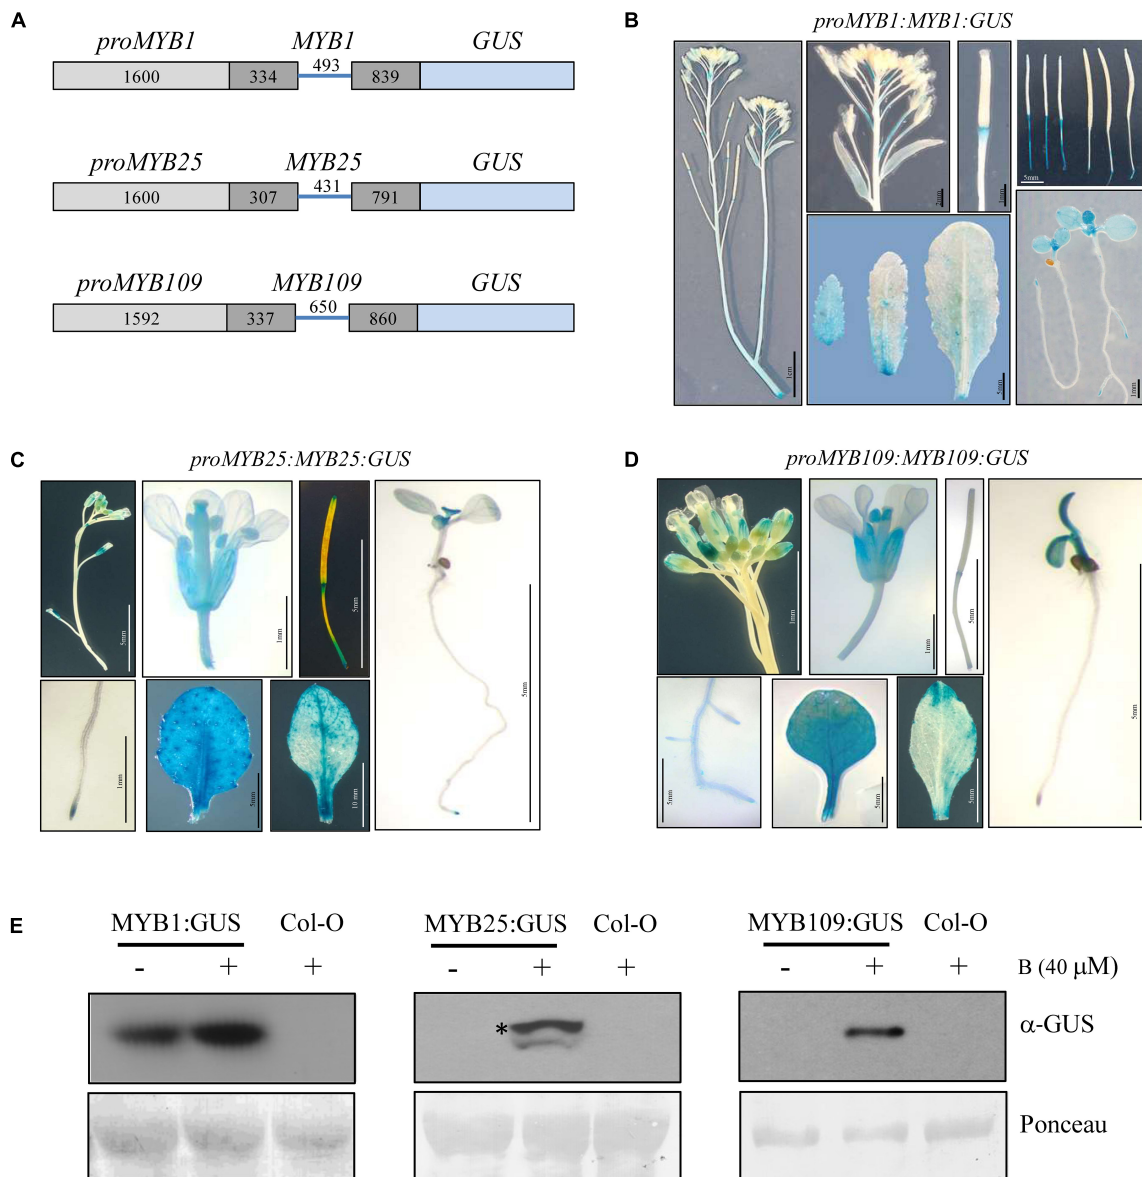 A
proMYB1 MYB1 GUS
1600 334 493 839
proMYB25 MYB25 GUS
1600 307 431 791
proMYB109 MYB109 GUS
1592 337 650 860
B
proMYB1:MYB1:GUS
1cm
2mm
1mm
5mm
5mm
1mm
C
proMYB25:MYB25:GUS
5mm
1mm
5mm
5mm
1mm
5mm
10 mm
D
proMYB109:MYB109:GUS
1mm
1mm
5mm
5mm
5mm
5mm
5mm
E
MYB1:GUS Col-O MYB25:GUS Col-O MYB109:GUS Col-O
- + + - + + - + + B (40 µM)
* α-GUS
Ponceau